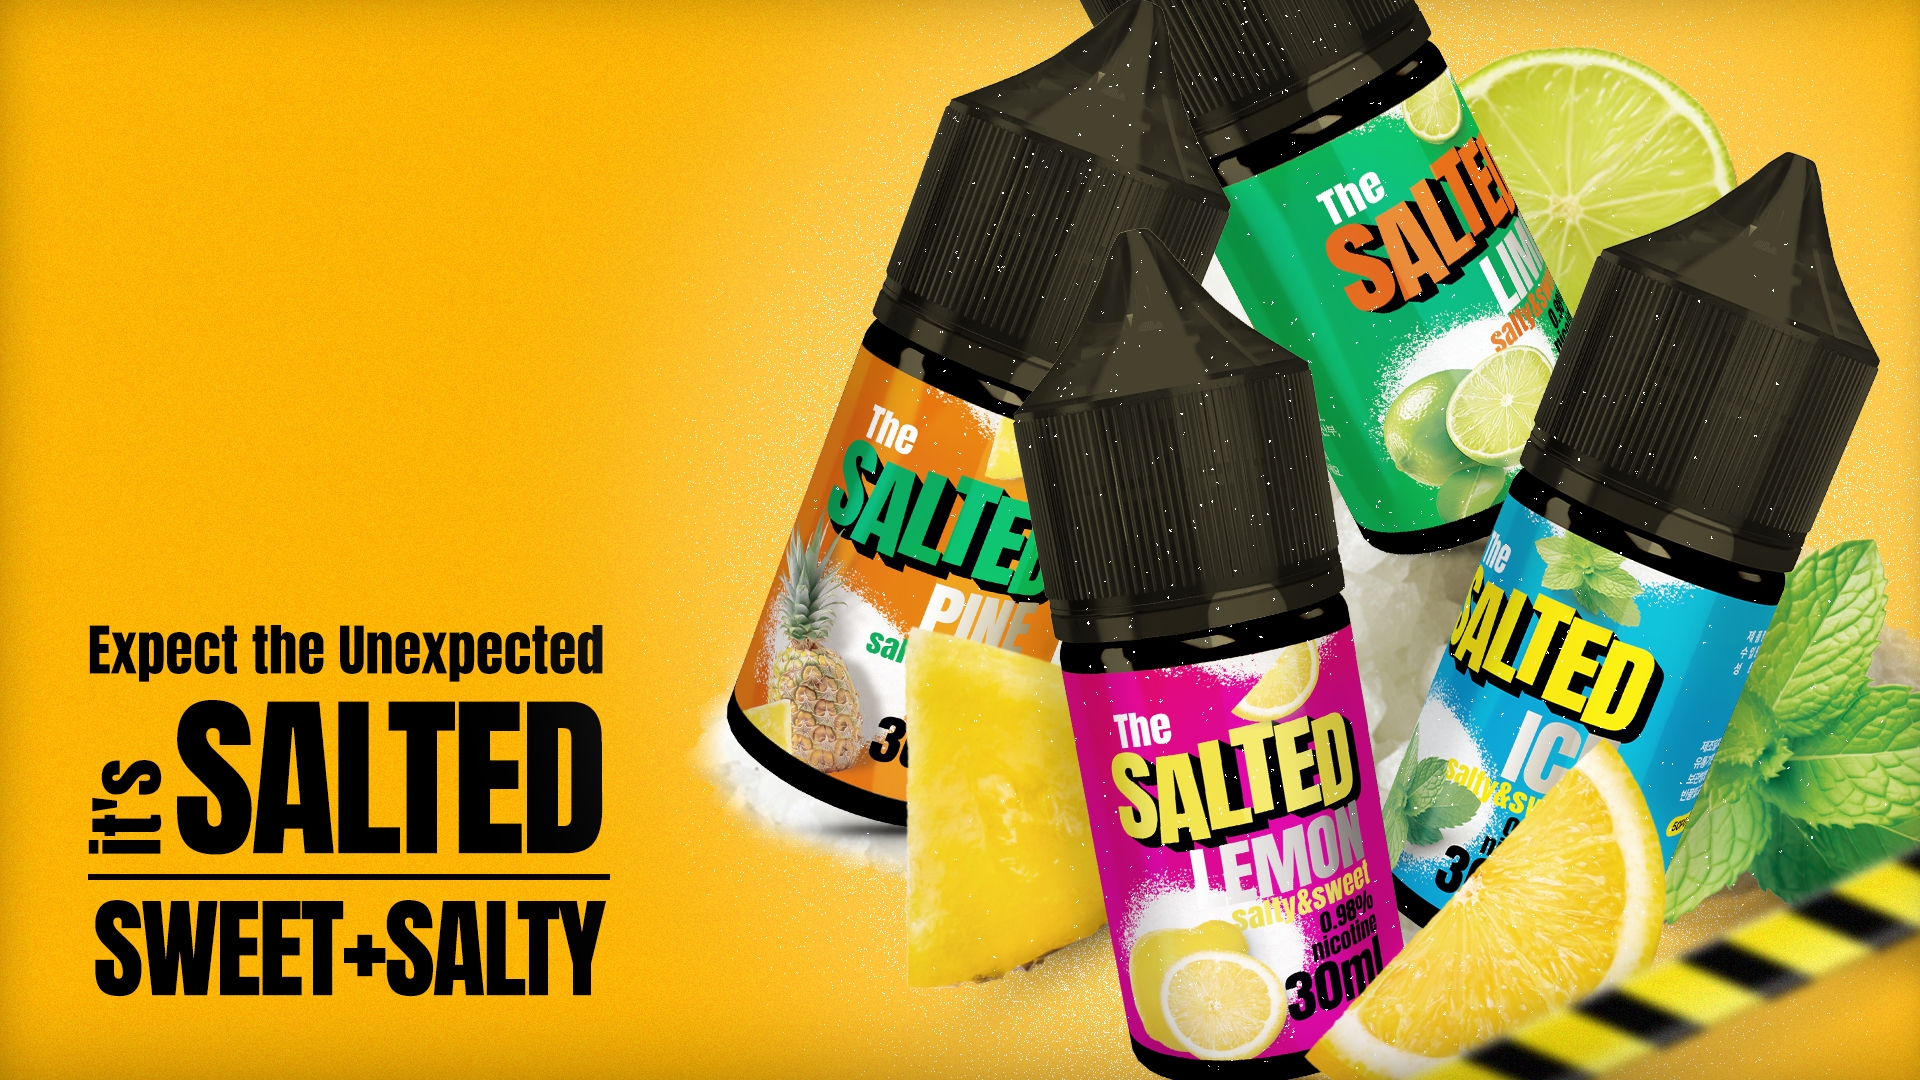 Expect the Unexpected
it's SALTED
SWEET+SALTY
The
SALTED
PINE
The
SALTED
LEMON
salty&sweet
0.98%
nicotine
30ml
The
SALTED
The
SALTED